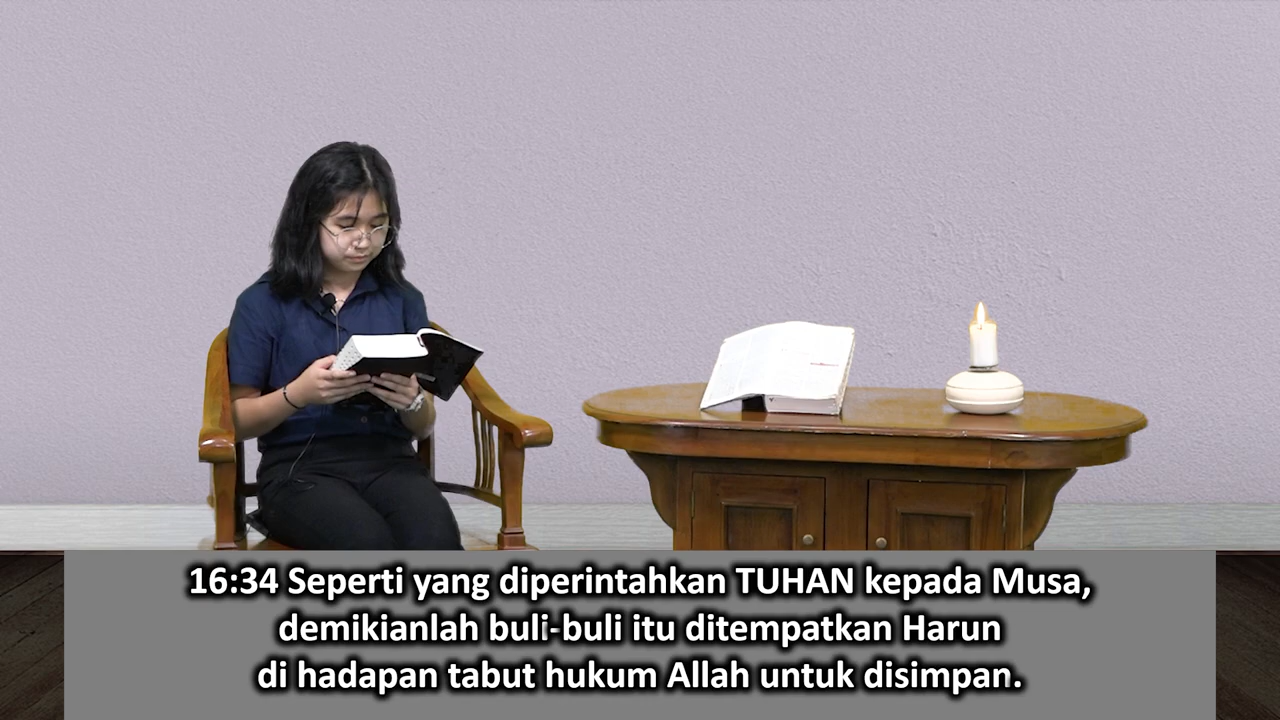 16:34 Seperti yang diperintahkan TUHAN kepada Musa,
demikianlah buli-buli itu ditempatkan Harun
di hadapan tabut hukum Allah untuk disimpan.